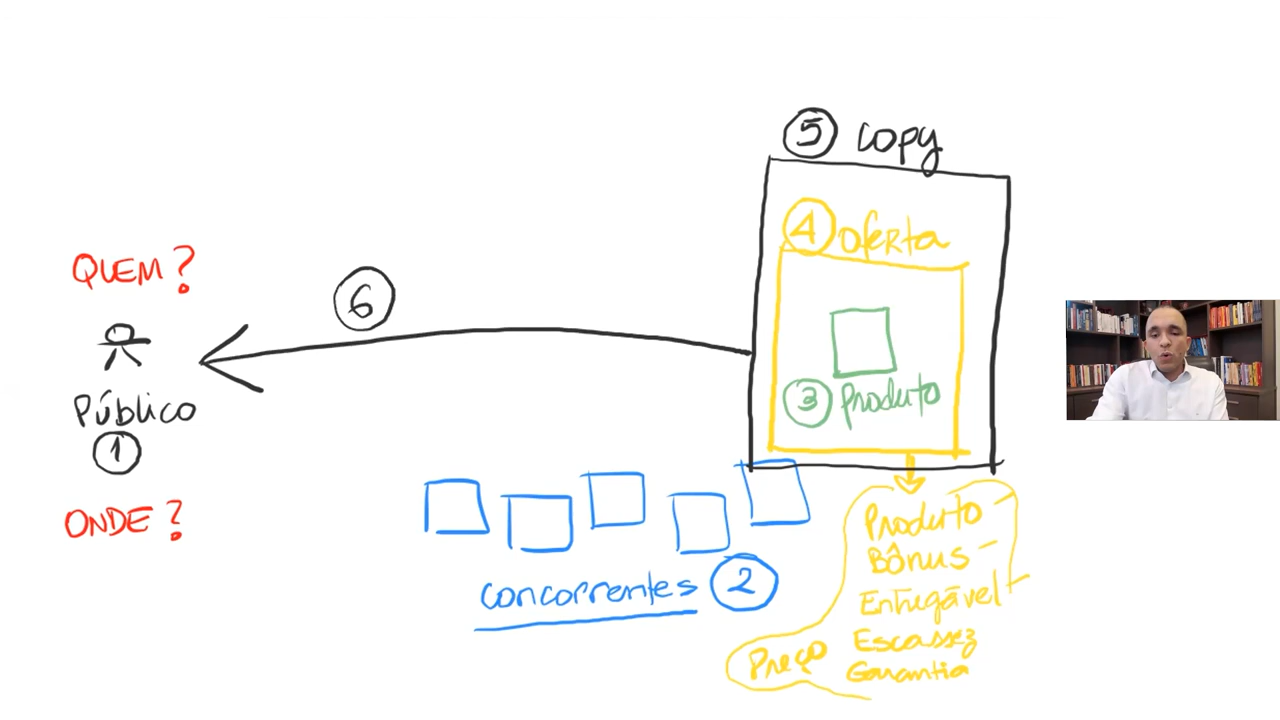 5 copy
4 oferta
QUEM?
6
3 Produto
Público
1
ONDE?
Produto
Bônus
Entregável
concorrentes 2
Escassez
Preço
Garantia